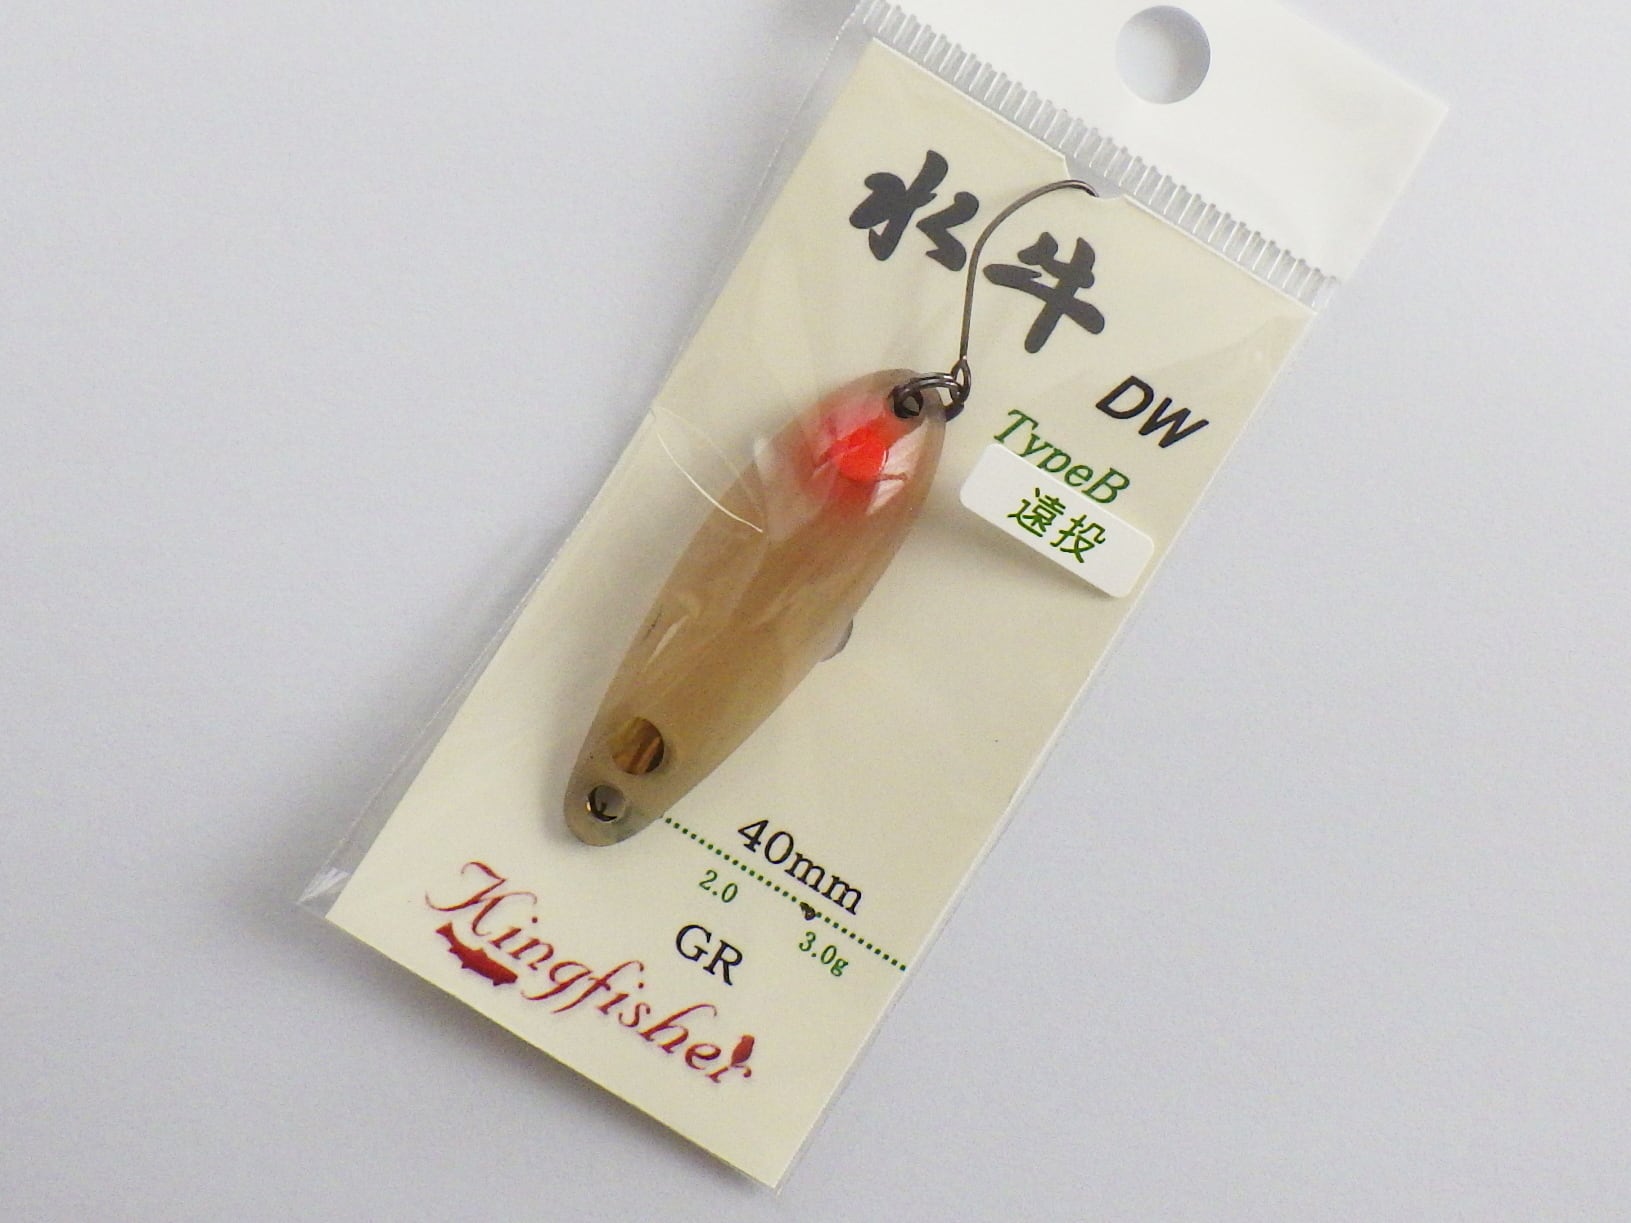 水牛
DW
TypeB
遠投
40mm
2.0
3.0g
GR
Kingfisher